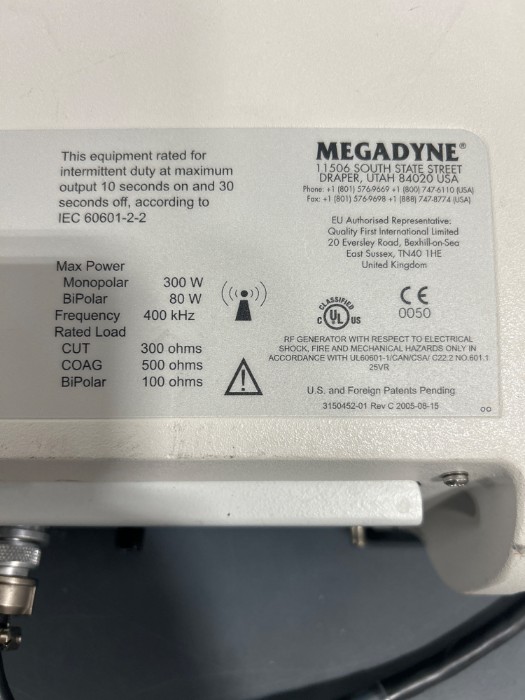 This equipment rated for
intermittent duty at maximum
output 10 seconds on and 30
seconds off, according to
IEC 60601-2-2
Max Power
Monopolar 300 W
BiPolar 80 W
Frequency 400 kHz
Rated Load
CUT 300 ohms
COAG 500 ohms
BiPolar 100 ohms
MEGADYNE®
11506 SOUTH STATE STREET
DRAPER, UTAH 84020 USA
Phone: +1 (801) 576-9669 +1 (800) 747-6110 (USA)
Fax: +1 (801) 576-9698 +1 (888) 747-8774 (USA)
EU Authorised Representative:
Quality First International Limited
20 Eversley Road, Bexhill-on-Sea
East Sussex, TN40 1HE
United Kingdom
CLASSIFIED
C UL US
CE
0050
RF GENERATOR WITH RESPECT TO ELECTRICAL
SHOCK, FIRE AND MECHANICAL HAZARDS ONLY IN
ACCORDANCE WITH UL60601-1/CAN/CSA/ C22.2 NO.601.1
25VR
U.S. and Foreign Patents Pending
3150452-01 Rev C 2005-08-15